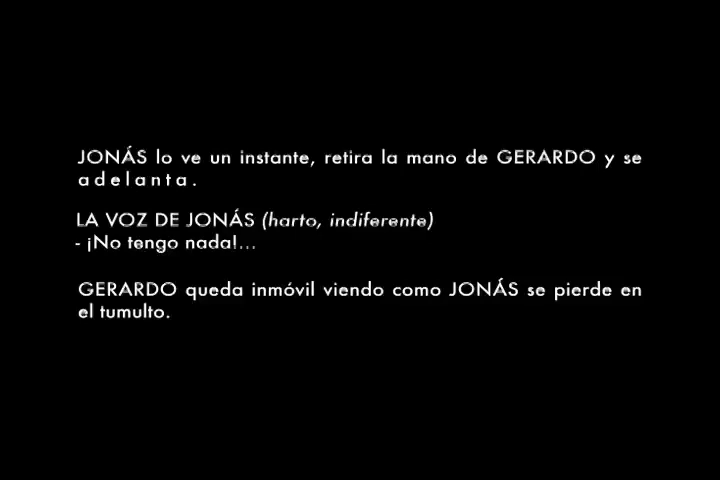 JONÁS lo ve un instante, retira la mano de GERARDO y se
adelanta.
LA VOZ DE JONÁS (harto, indiferente)
- ¡No tengo nada!...
GERARDO queda inmóvil viendo como JONÁS se pierde en
el tumulto.